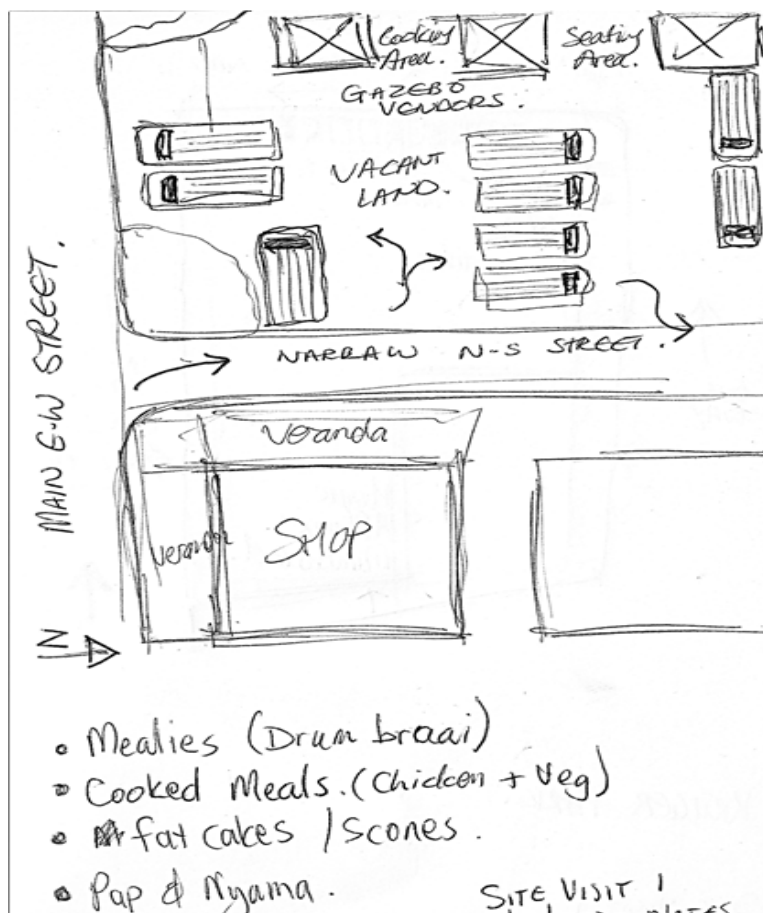 Cooking
Area.
Seating
Area.
GAZEBO
VENDORS.
VACANT
LAND.
MAIN E-W STREET.
NARRAW N-S STREET.
Veranda
Veranda
SHOP
N
• Mealies (Drum braai)
• Cooked Meals. (Chicken + Veg)
• fat cakes / Scones.
• Pap & Nyama.
SITE VISIT 1